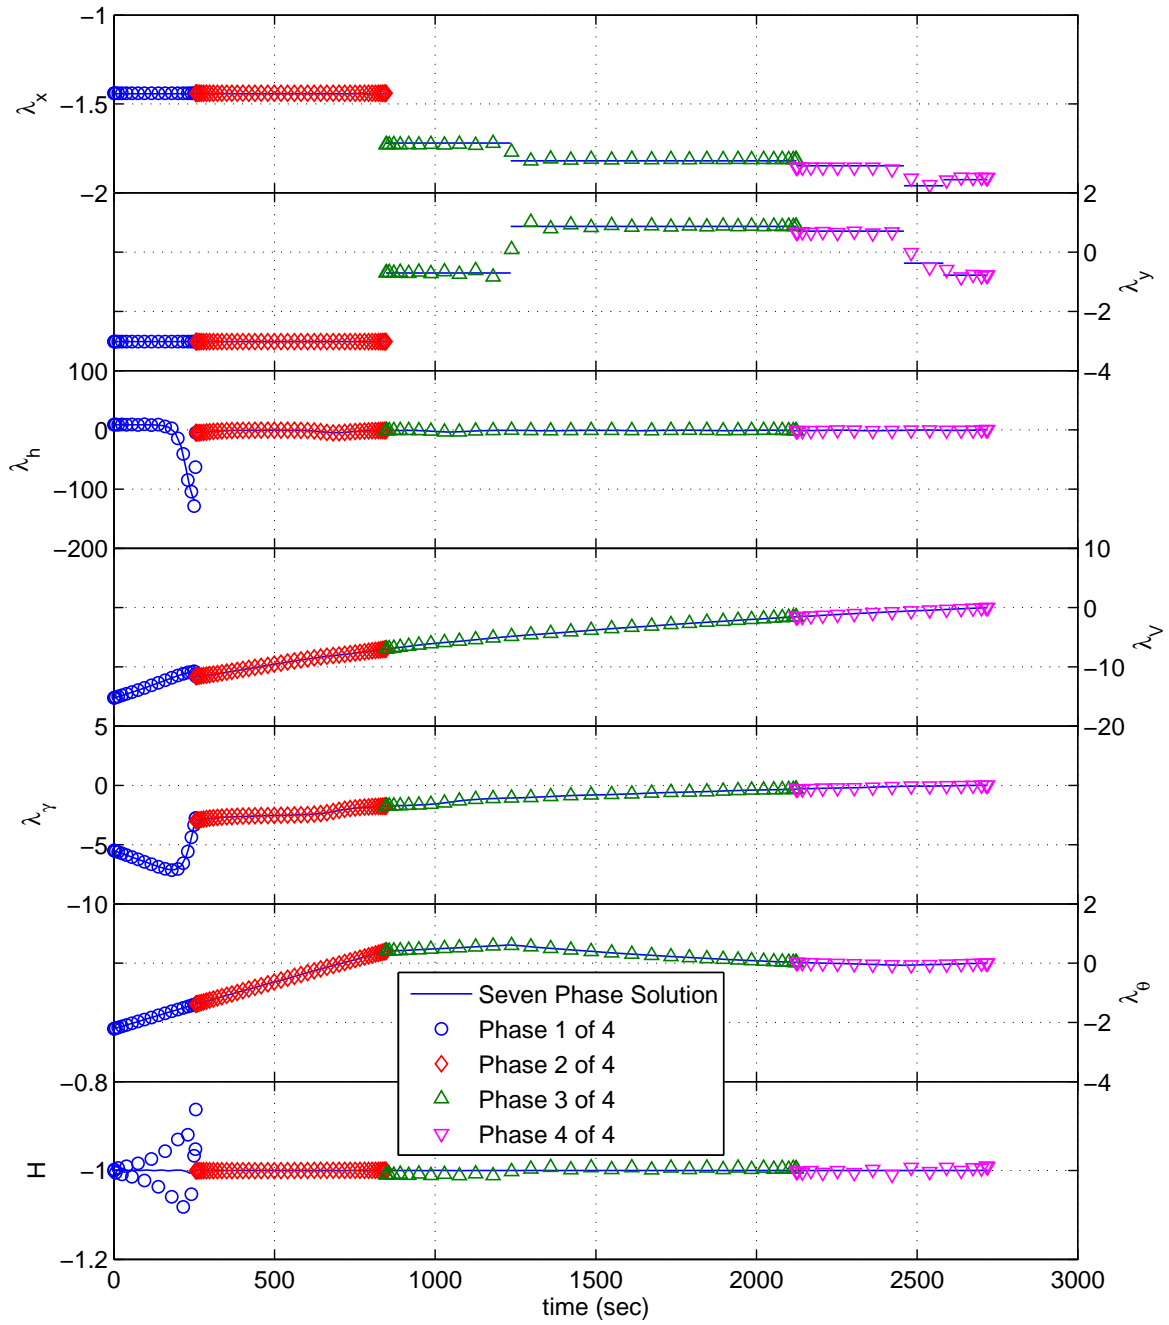 −1
−1.5
λx
−2
2
0
λy
−2
−4
100
0
λh
−100
−200
10
0
λV
−10
−20
5
0
λγ
−5
−10
2
0
λθ
−2
−4
Seven Phase Solution
Phase 1 of 4
Phase 2 of 4
Phase 3 of 4
Phase 4 of 4
−0.8
−1
H
−1.2
0 500 1000 1500 2000 2500 3000
time (sec)